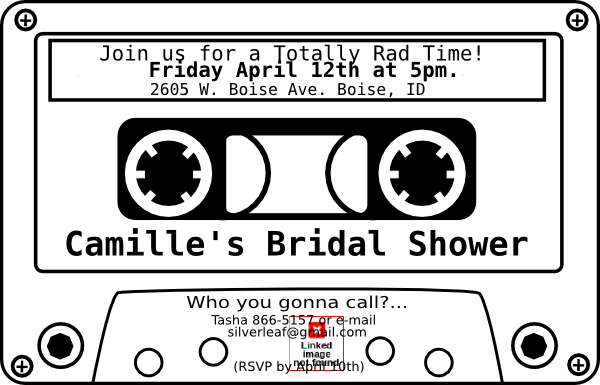 Join us for a Totally Rad Time!
Friday April 12th at 5pm.
2605 W. Boise Ave. Boise, ID
Camille's Bridal Shower
Who you gonna call?...
Tasha 866-5157 or e-mail
silverleaf@gmail.com
Linked
image
not found
(RSVP by April 10th)